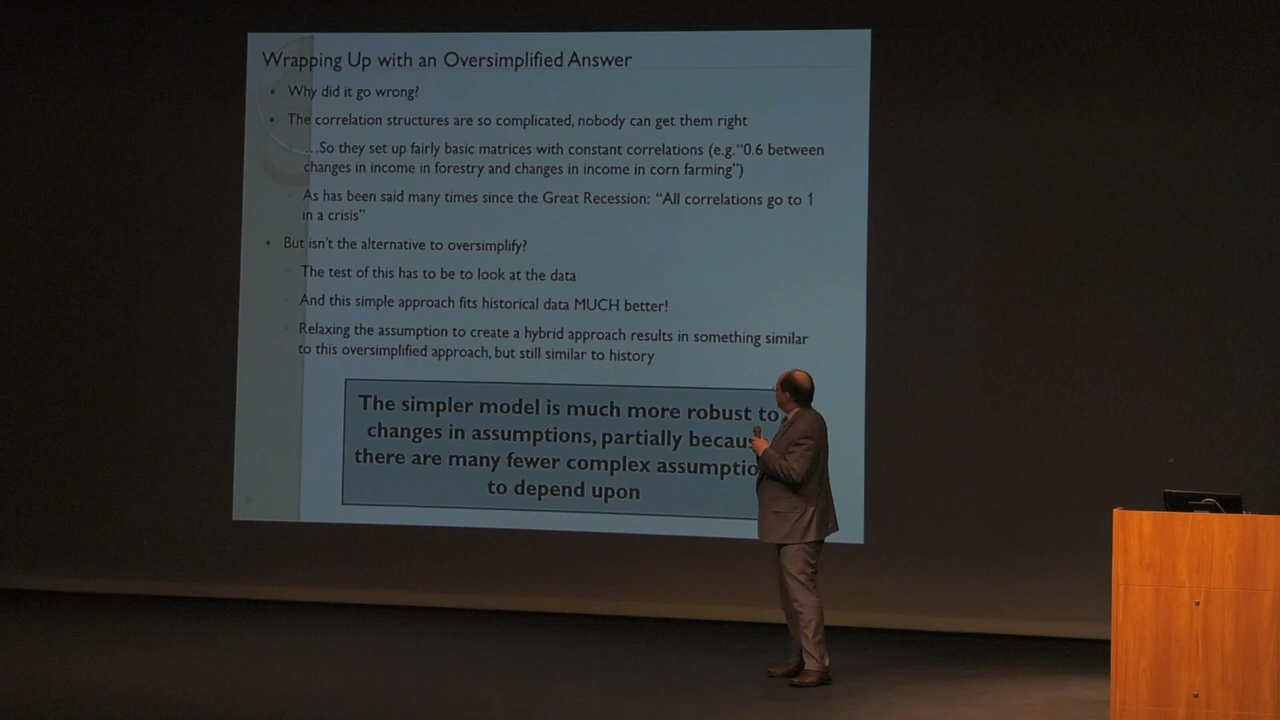 Wrapping Up with an Oversimplified Answer
• Why did it go wrong?
• The correlation structures are so complicated, nobody can get them right
…So they set up fairly basic matrices with constant correlations (e.g. “0.6 between
changes in income in forestry and changes in income in corn farming”)
As has been said many times since the Great Recession: “All correlations go to 1
in a crisis”
• But isn't the alternative to oversimplify?
The test of this has to be to look at the data
And this simple approach fits historical data MUCH better!
Relaxing the assumption to create a hybrid approach results in something similar
to this oversimplified approach, but still similar to history
The simpler model is much more robust to
changes in assumptions, partially becau
there are many fewer complex assumptio
to depend upon